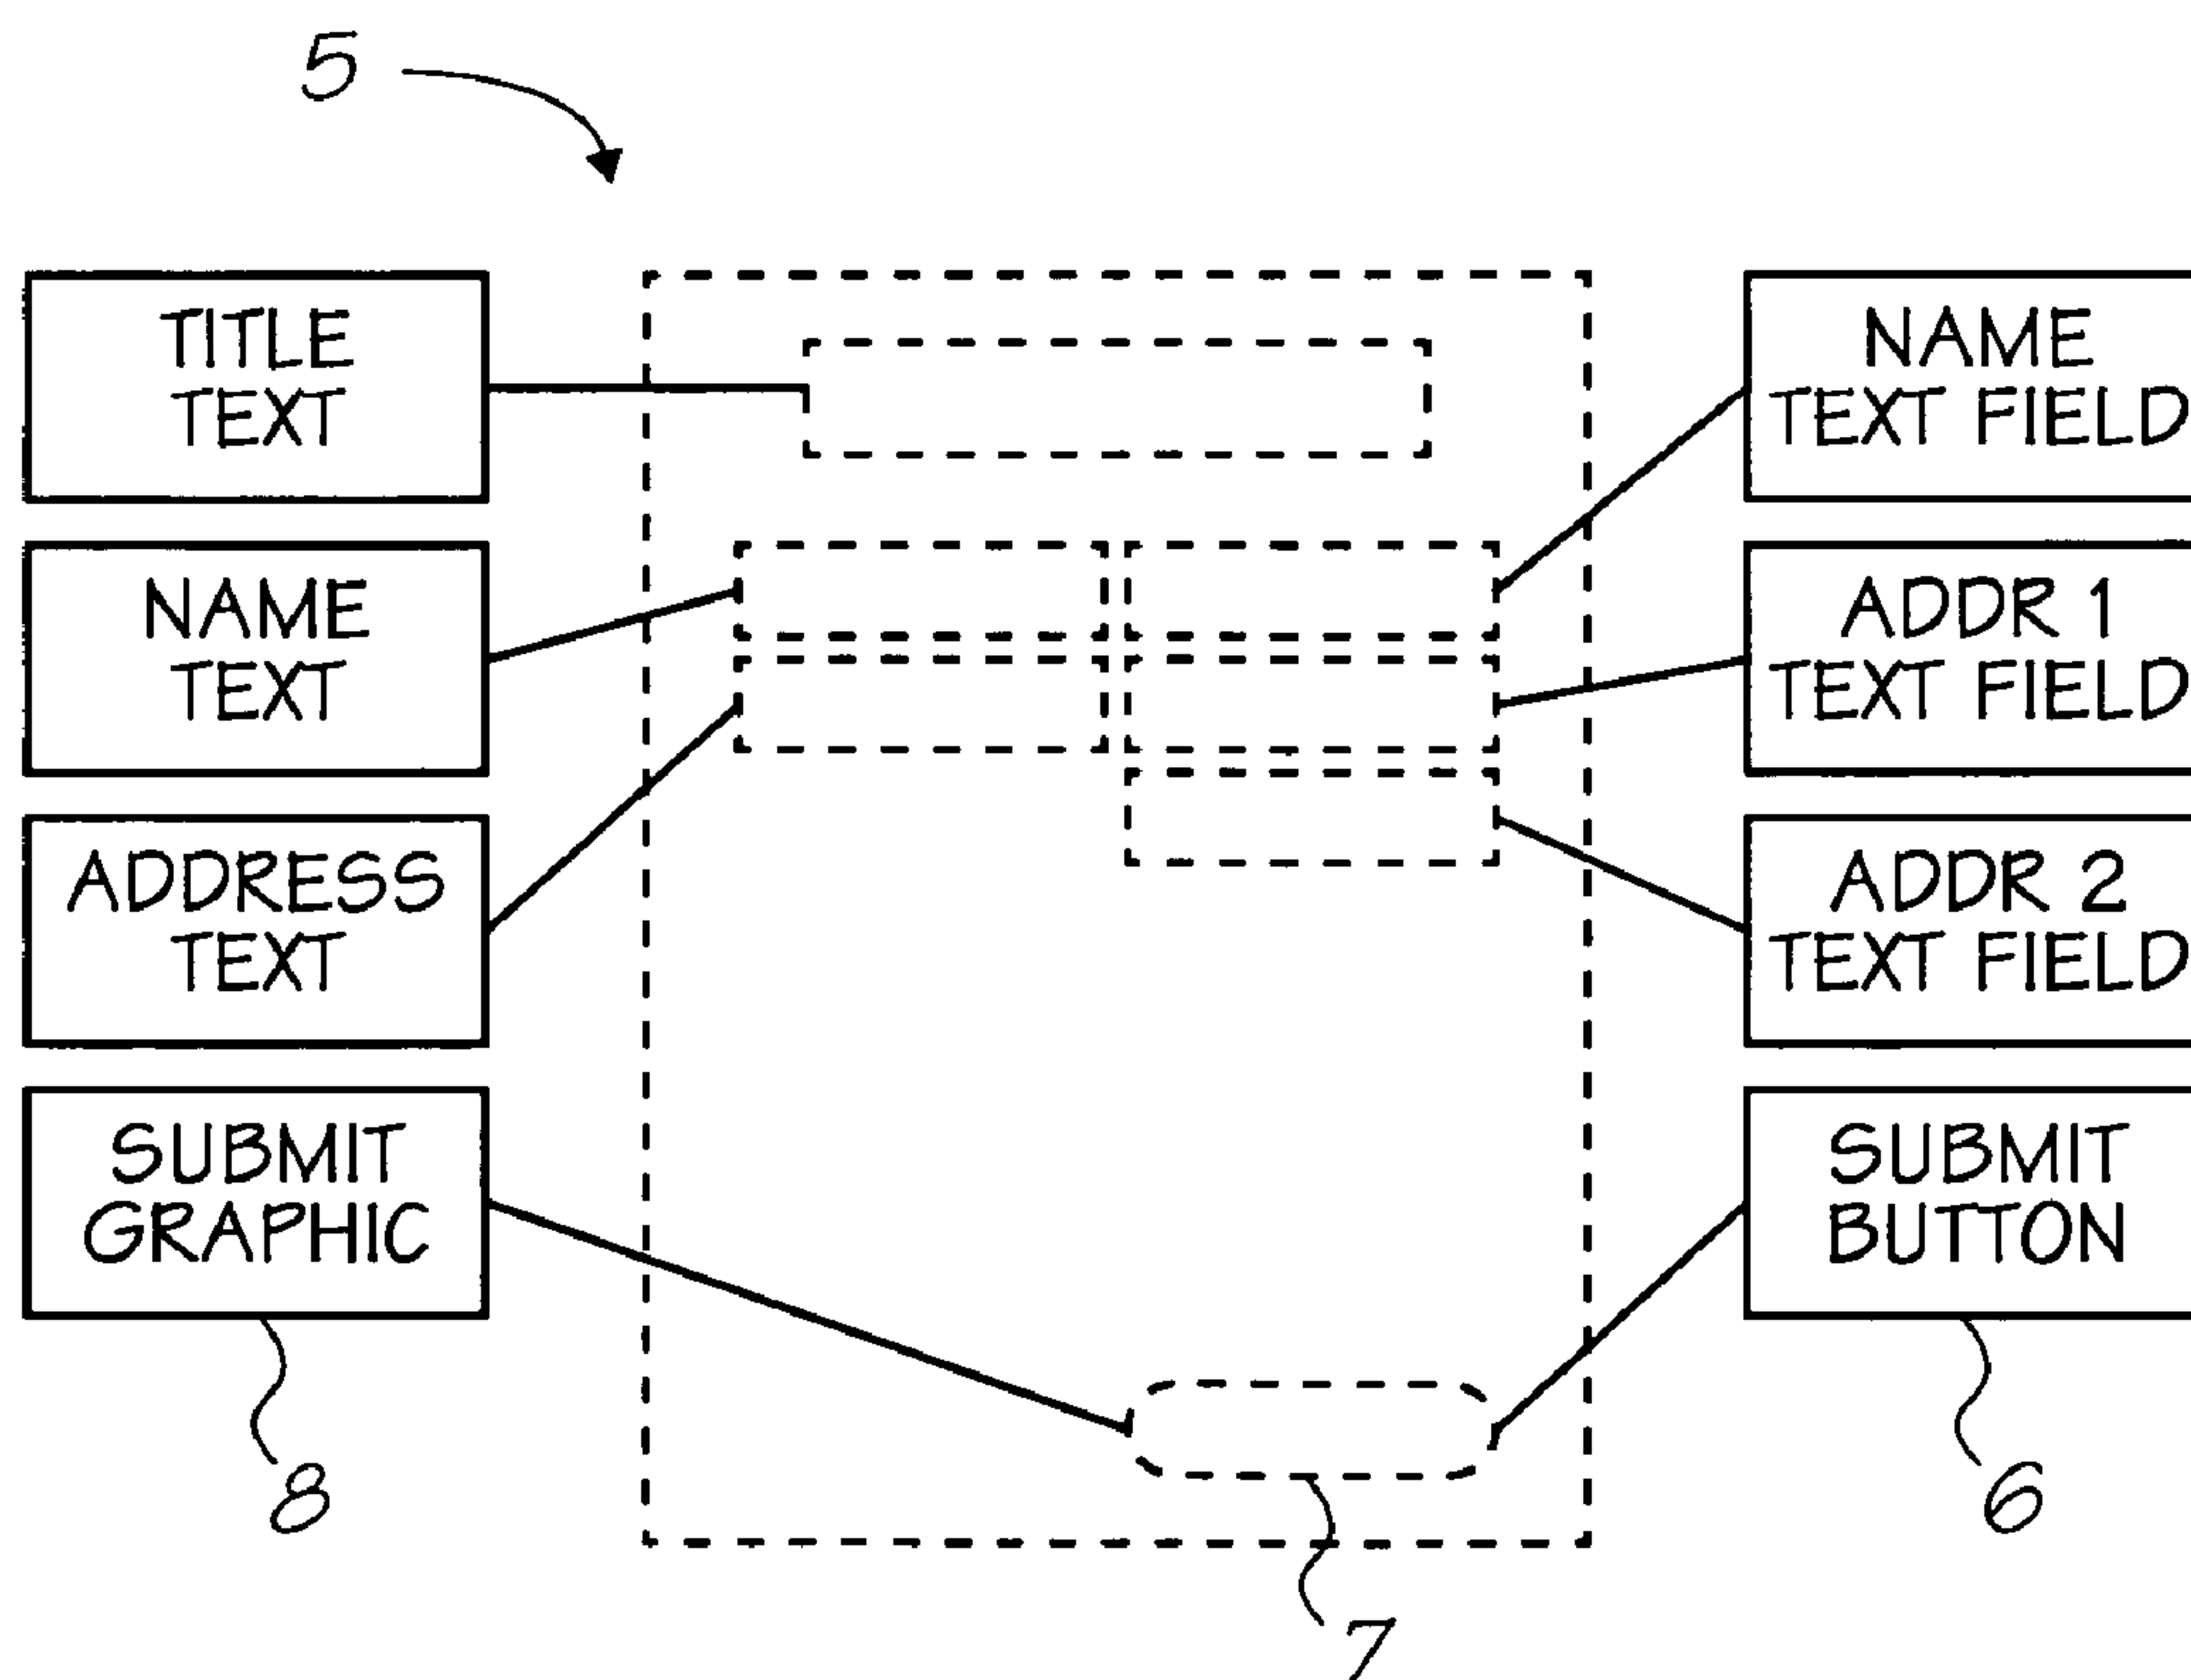 5
TITLE
TEXT
NAME
TEXT FIELD
NAME
TEXT
ADDR 1
TEXT FIELD
ADDRESS
TEXT
ADDR 2
TEXT FIELD
SUBMIT
GRAPHIC
SUBMIT
BUTTON
8
6
7